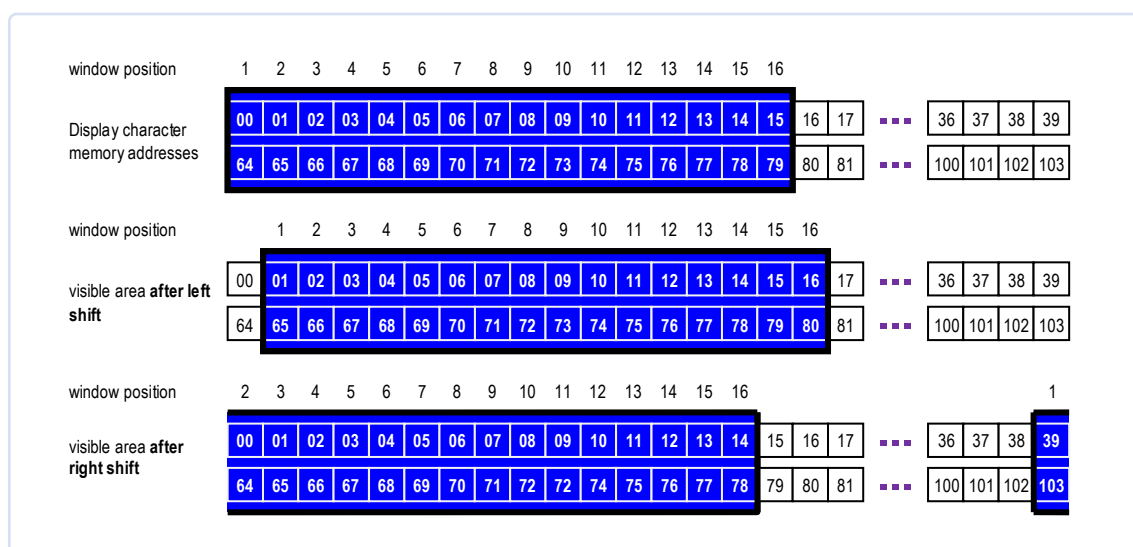 window position 1 2 3 4 5 6 7 8 9 10 11 12 13 14 15 16
Display character
memory addresses
00 01 02 03 04 05 06 07 08 09 10 11 12 13 14 15 16 17 36 37 38 39
64 65 66 67 68 69 70 71 72 73 74 75 76 77 78 79 80 81 100 101 102 103
window position 1 2 3 4 5 6 7 8 9 10 11 12 13 14 15 16
visible area after left
shift
00 01 02 03 04 05 06 07 08 09 10 11 12 13 14 15 16 17 36 37 38 39
64 65 66 67 68 69 70 71 72 73 74 75 76 77 78 79 80 81 100 101 102 103
window position 2 3 4 5 6 7 8 9 10 11 12 13 14 15 16 1
visible area after
right shift
00 01 02 03 04 05 06 07 08 09 10 11 12 13 14 15 16 17 36 37 38 39
64 65 66 67 68 69 70 71 72 72 74 75 76 77 78 79 80 81 100 101 102 103